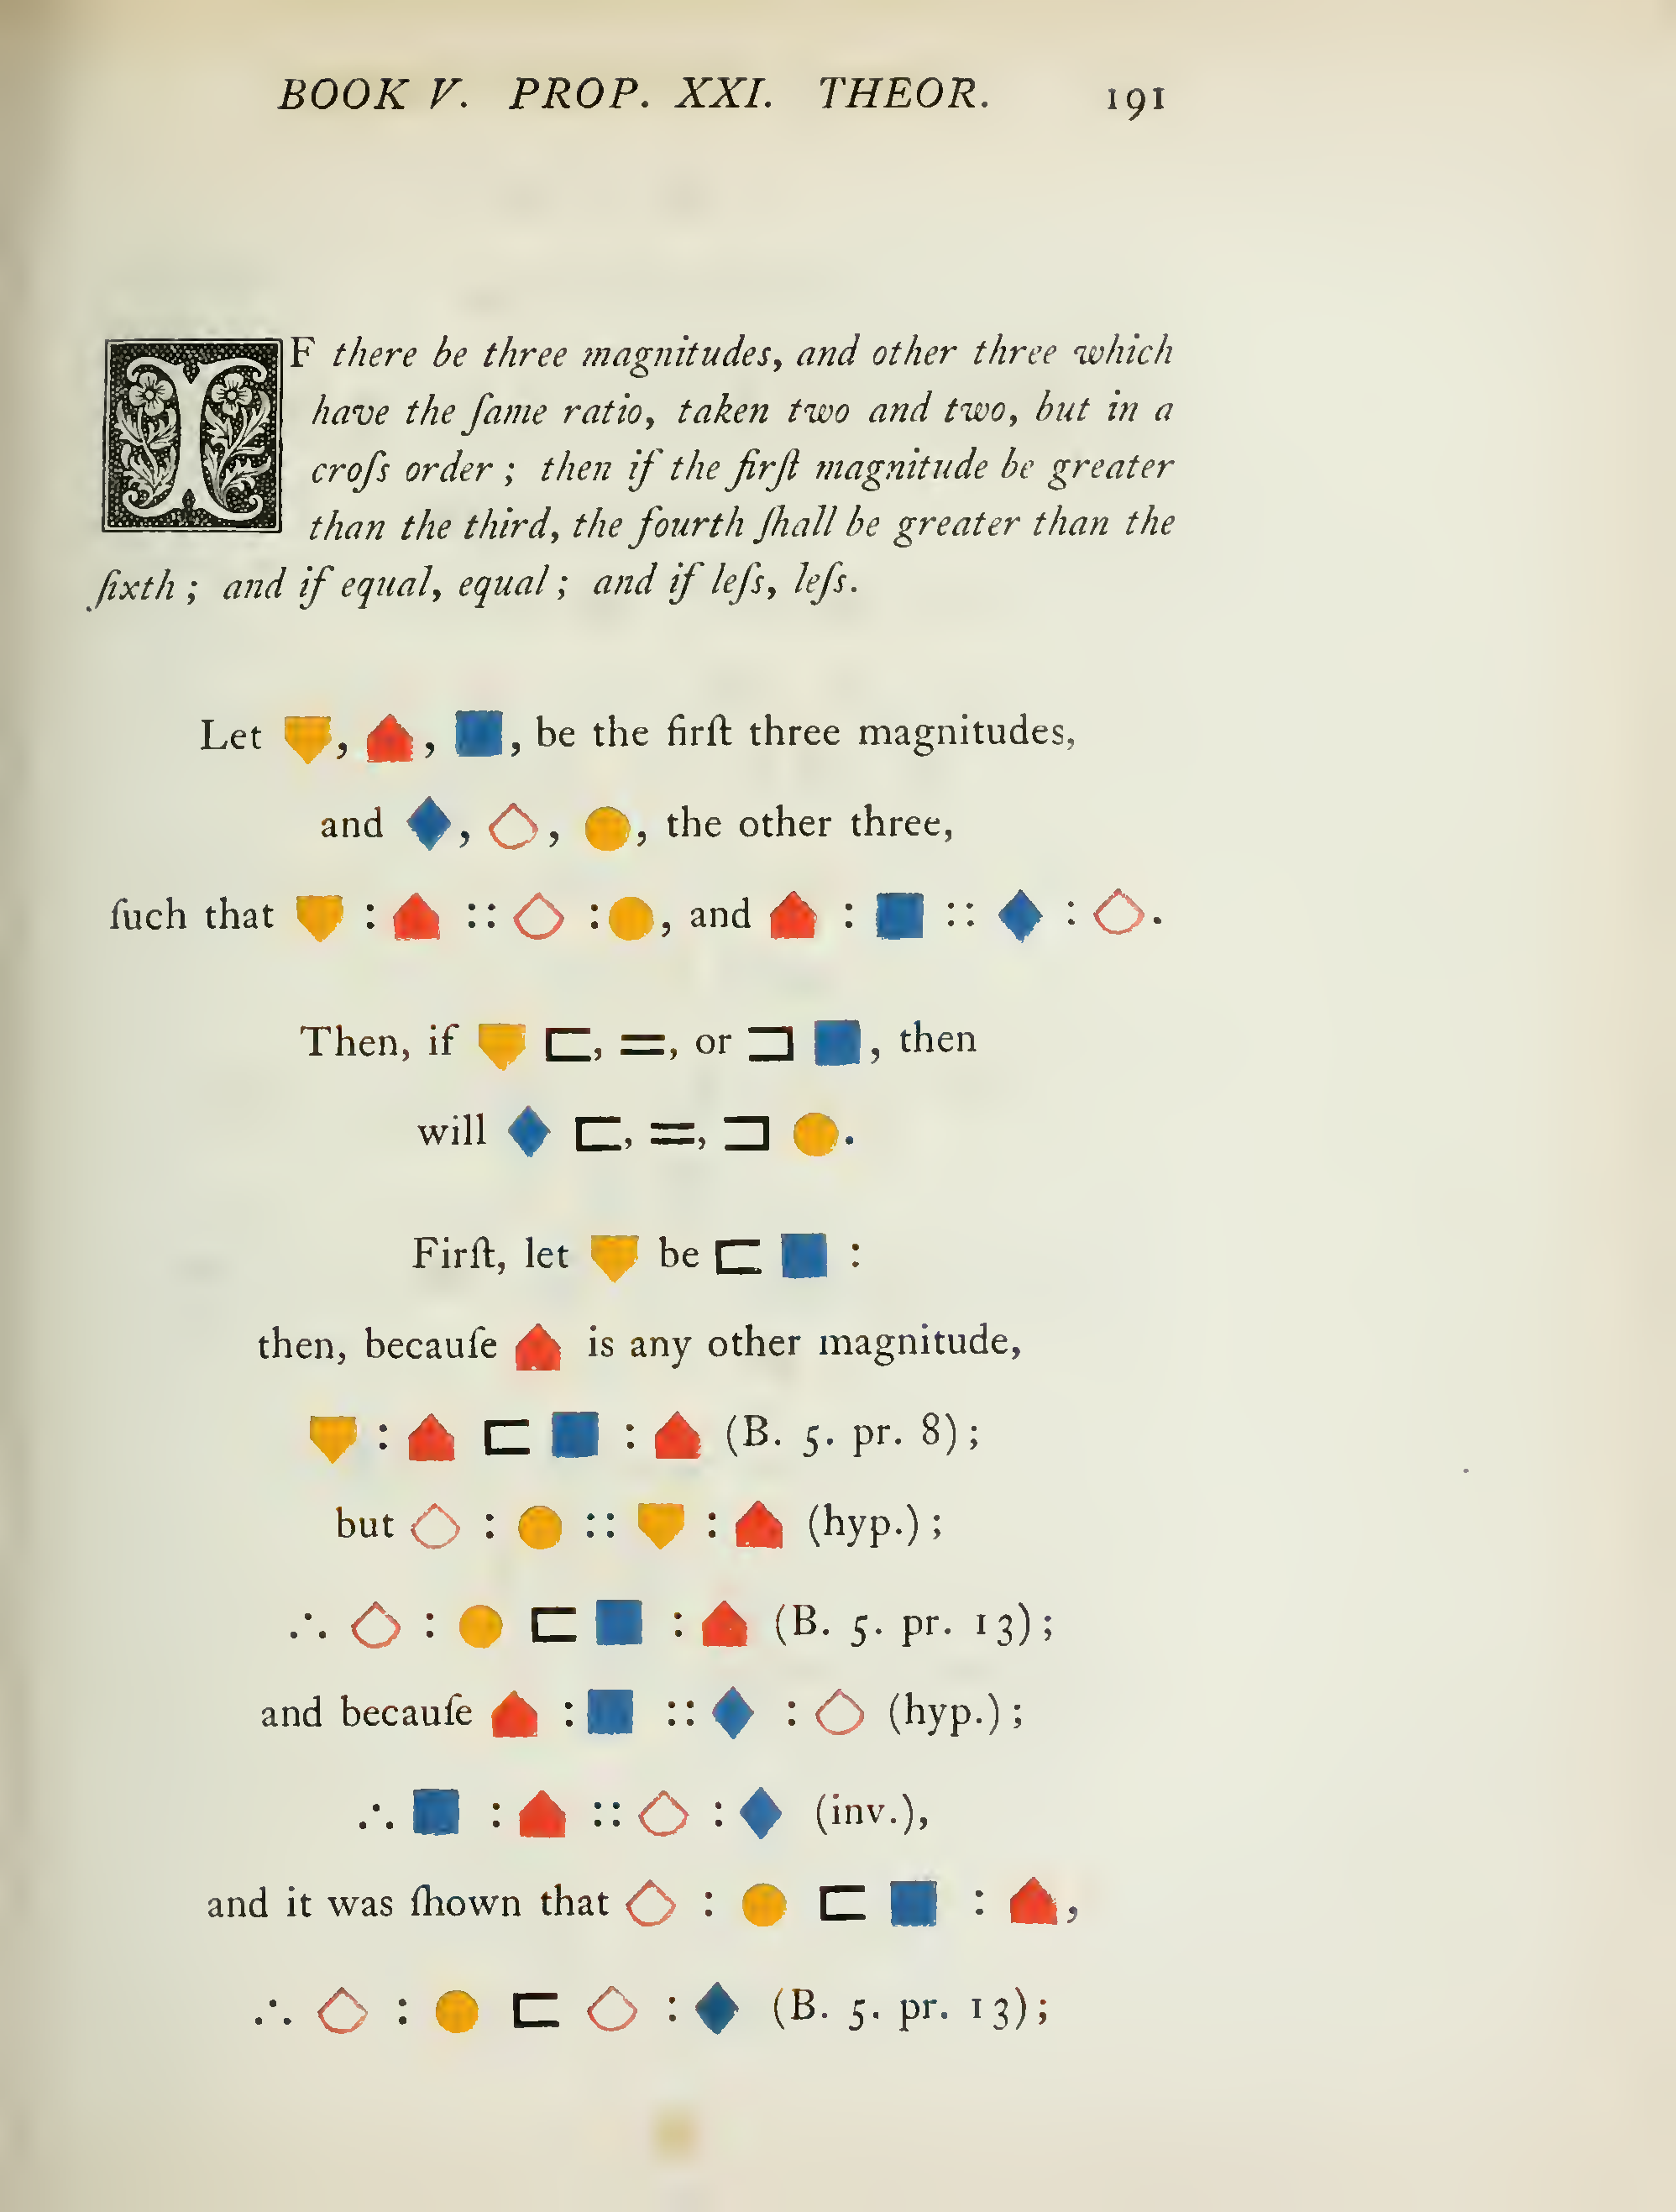 BOOK V. PROP. XXI. THEOR. 191
IF there be three magnitudes, and other three which
have the ſame ratio, taken two and two, but in a
croſs order ; then if the firſt magnitude be greater
than the third, the fourth ſhall be greater than the
ſixth ; and if equal, equal ; and if leſs, leſs.
Let , , , be the firſt three magnitudes,
and , , , the other three,
ſuch that : :: : , and : :: : .
Then, if ⊏, =, or ⊐ , then
will ⊏, =, ⊐ .
Firſt, let be ⊏ :
then, becauſe is any other magnitude,
: ⊏ : (B. 5. pr. 8) ;
but : :: : (hyp.) ;
∴ : ⊏ : (B. 5. pr. 13) ;
and becauſe : :: : (hyp.) ;
∴ : :: : (inv.),
and it was ſhown that : ⊏ : ,
∴ : ⊏ : (B. 5. pr. 13) ;